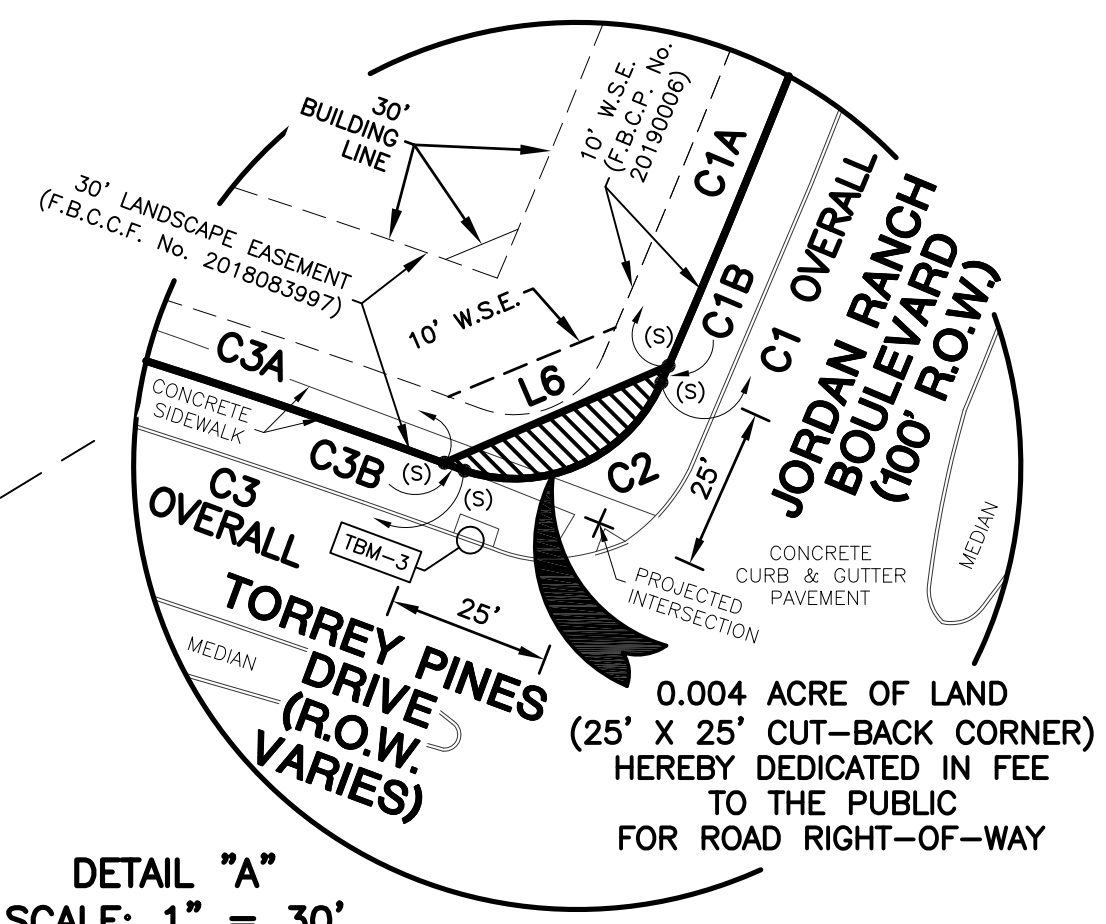 30'
BUILDING
LINE
10' W.S.E.
(F.B.C.P. No.
20190006)
C1A
30' LANDSCAPE EASEMENT
(F.B.C.C.F. No. 2018083997)
C1B
C1 OVERALL
JORDAN RANCH
BOULEVARD
(100' R.O.W.)
10' W.S.E.
(S)
(S)
C3A
L6
CONCRETE
SIDEWALK
C3B
(S)
(S)
C2
25'
C3
OVERALL
TBM-3
MEDIAN
CONCRETE
CURB & GUTTER
PAVEMENT
PROJECTED
INTERSECTION
25'
TORREY PINES
DRIVE
(R.O.W.
VARIES)
MEDIAN
0.004 ACRE OF LAND
(25' X 25' CUT-BACK CORNER)
HEREBY DEDICATED IN FEE
TO THE PUBLIC
FOR ROAD RIGHT-OF-WAY
DETAIL "A"
SCALE: 1" = 30'